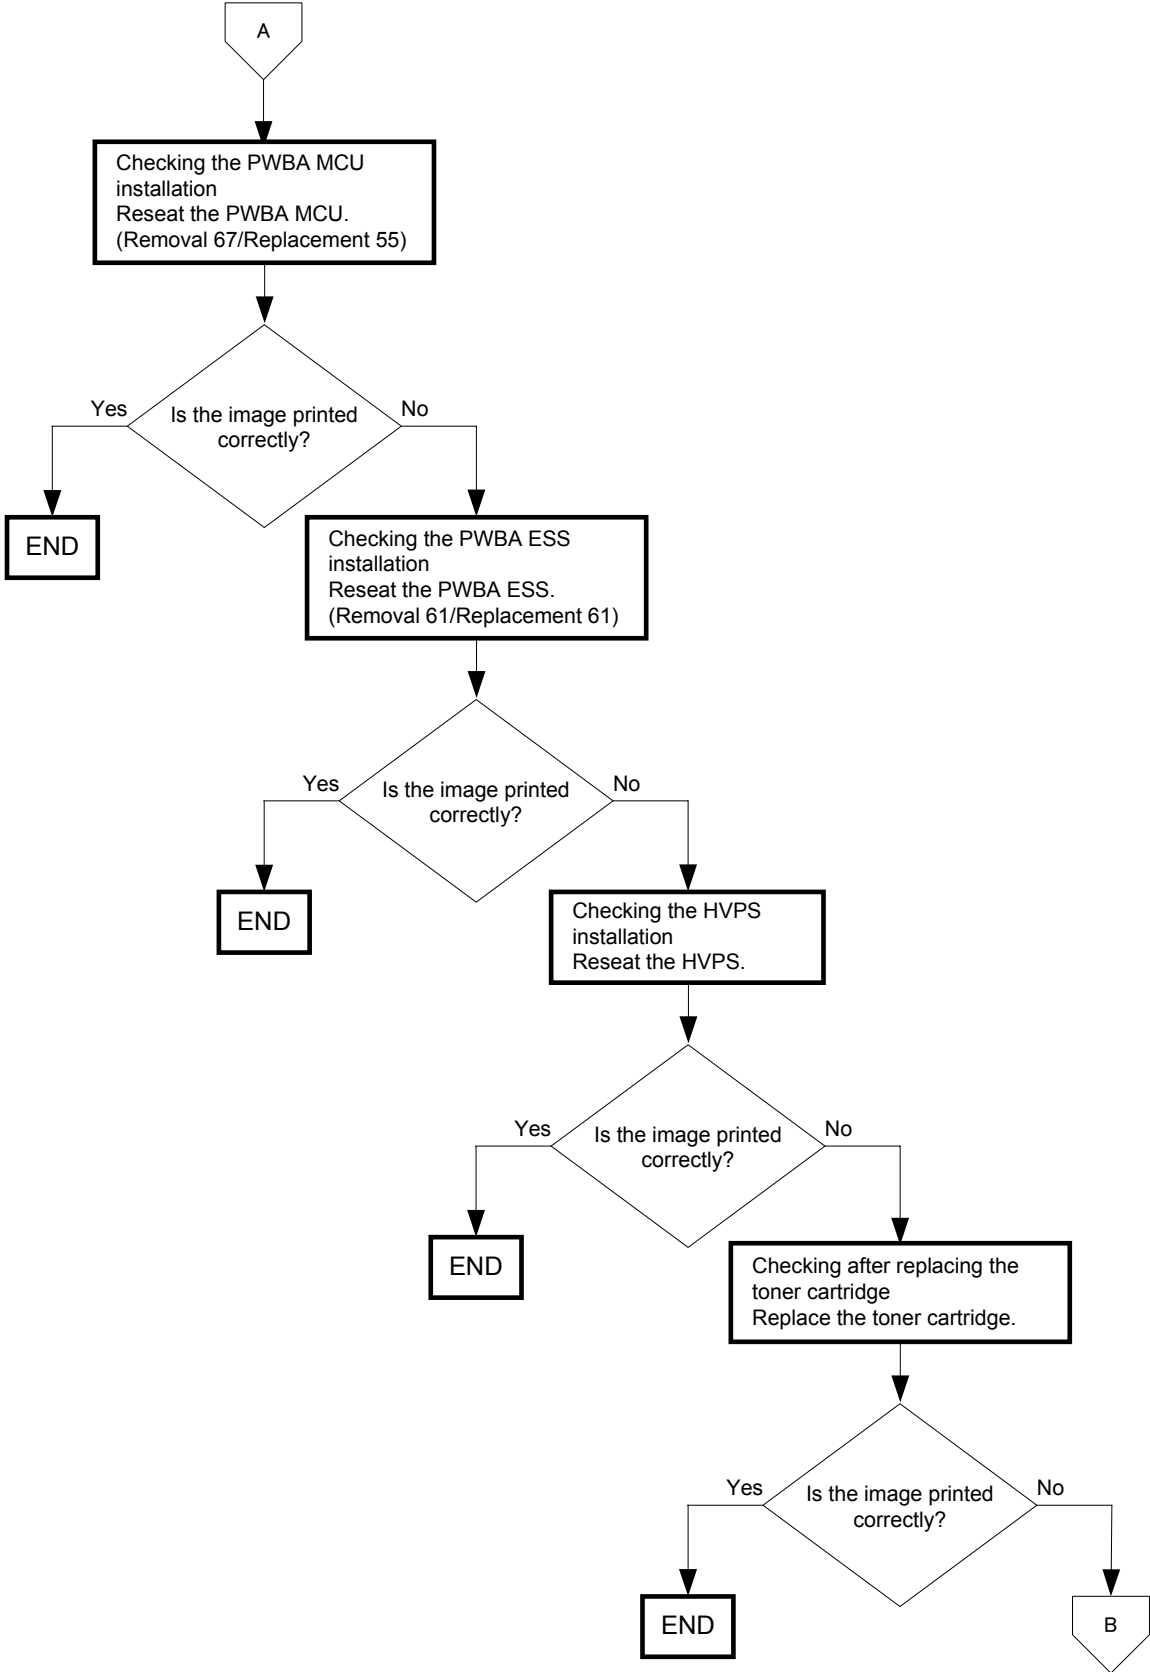 A
Checking the PWBA MCU
installation
Reseat the PWBA MCU.
(Removal 67/Replacement 55)
Yes
No
Is the image printed
correctly?
END
Checking the PWBA ESS
installation
Reseat the PWBA ESS.
(Removal 61/Replacement 61)
Yes
No
Is the image printed
correctly?
END
Checking the HVPS
installation
Reseat the HVPS.
Yes
No
Is the image printed
correctly?
END
Checking after replacing the
toner cartridge
Replace the toner cartridge.
Yes
No
Is the image printed
correctly?
END
B